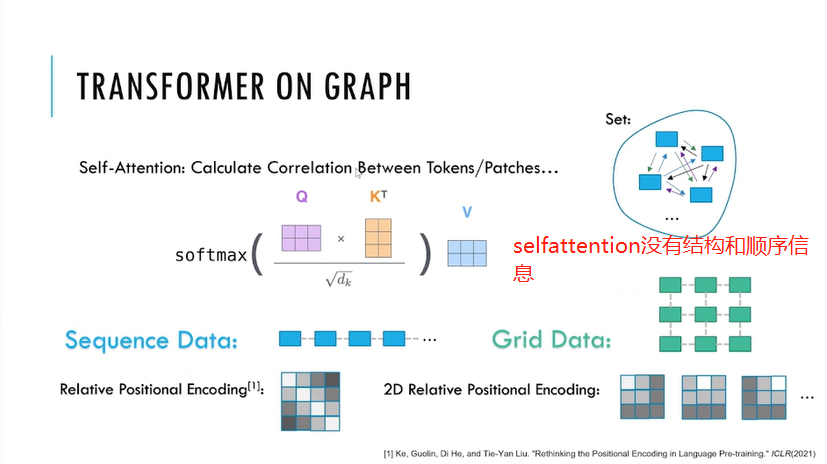 TRANSFORMER ON GRAPH
Set:
Self-Attention: Calculate Correlation Between Tokens/Patches…
Q
Kᵀ
V
softmax( × / √dₖ )
...
selfattention没有结构和顺序信
息
Sequence Data:
...
Grid Data:
Relative Positional Encoding[1]:
2D Relative Positional Encoding:
...
[1] Ke, Guolin, Di He, and Tie-Yan Liu. "Rethinking the Positional Encoding in Language Pre-training." ICLR(2021)